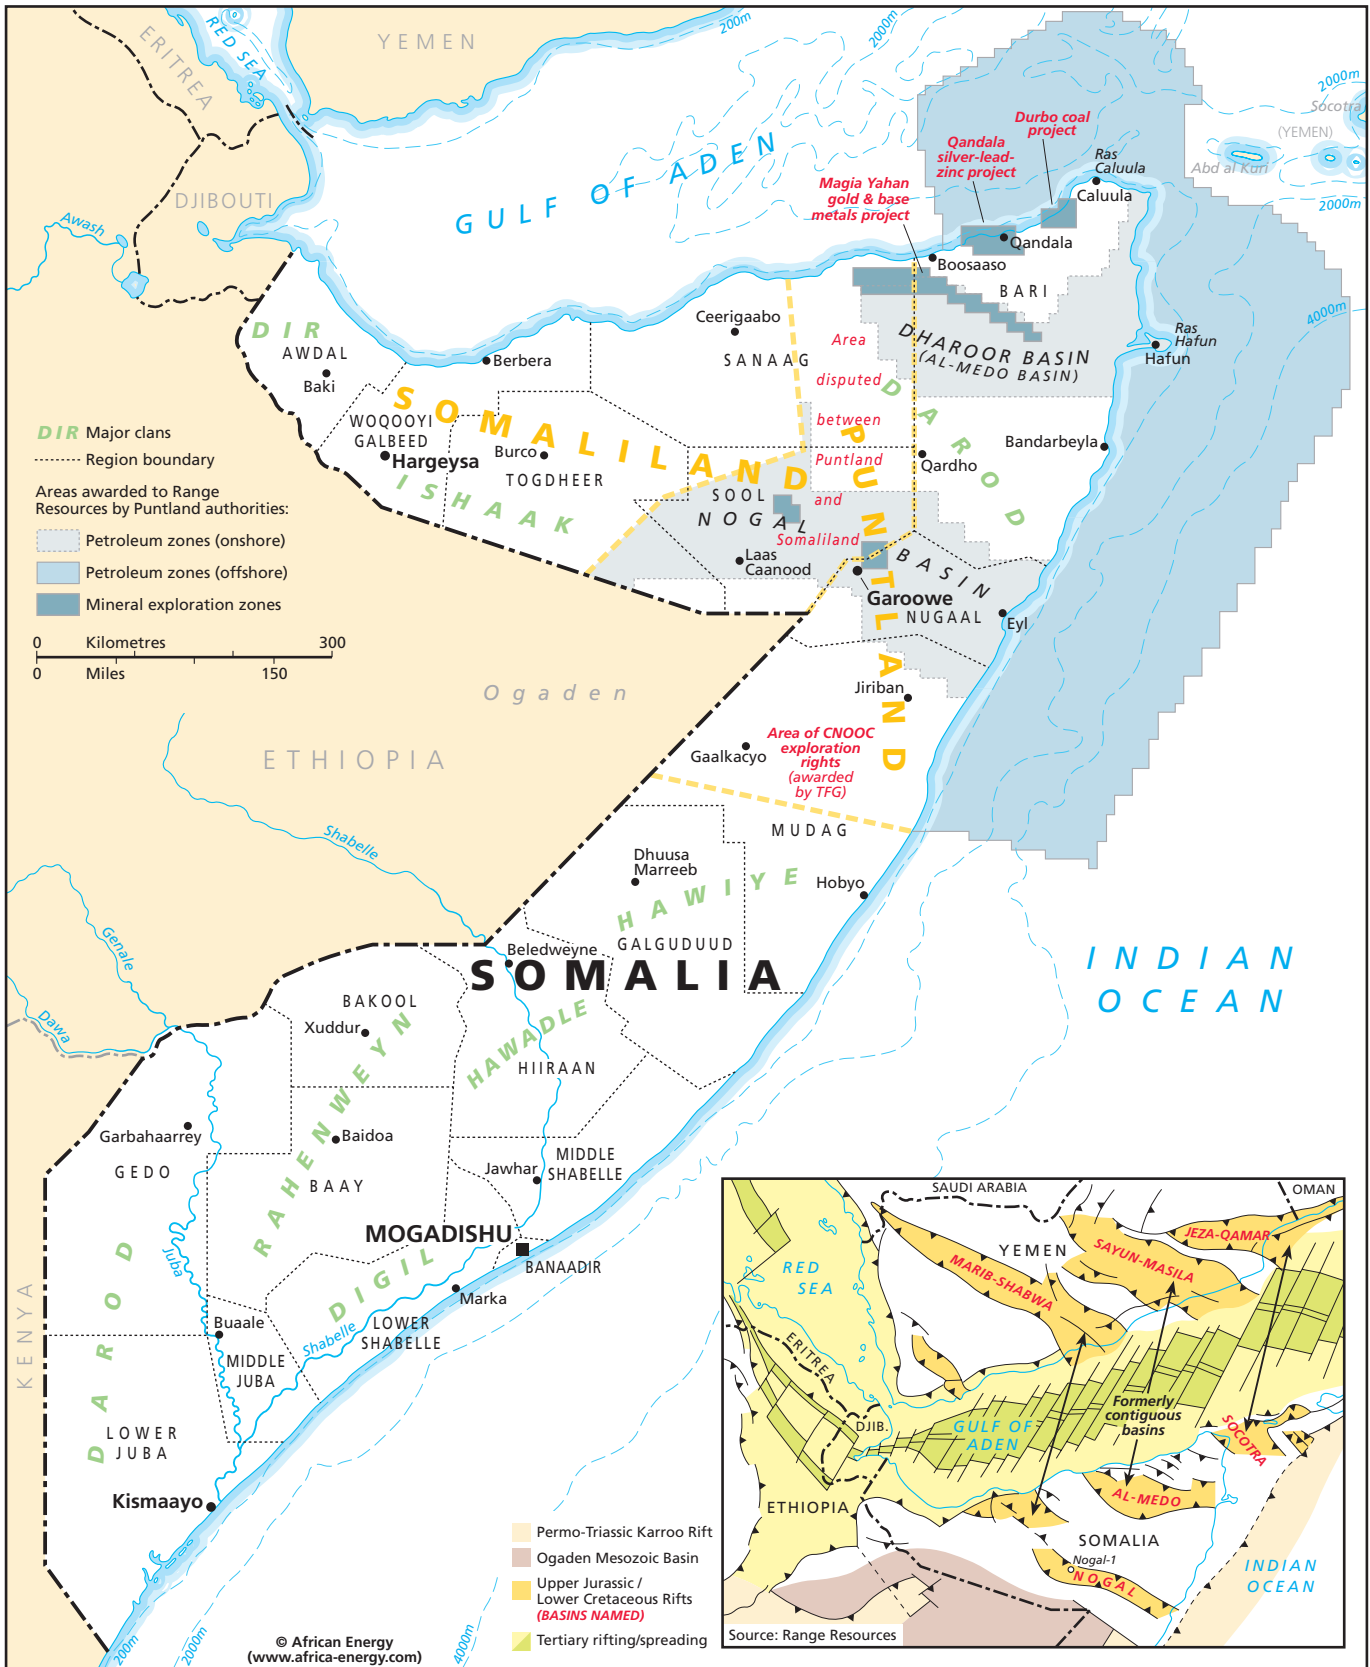 ERITREA
RED SEA
YEMEN
200m
2000m
2000m
Socotra
(YEMEN)
Abd al Kuri
2000m
4000m
DJIBOUTI
Awash
GULF OF ADEN
Durbo coal
project
Qandala
silver-lead-
zinc project
Magia Yahan
gold & base
metals project
Ras
Caluula
Caluula
Qandala
Boosaaso
BARI
DHAROOR BASIN
(AL-MEDO BASIN)
Ras
Hafun
Hafun
DIR
AWDAL
Baki
Berbera
Ceerigaabo
SANAAG
Area
disputed
between
Puntland
and
Somaliland
DAROD
SOMALILAND
PUNTLAND
WOQOOYI
GALBEED
Hargeysa
Burco
TOGDHEER
ISHAAK
Bandarbeyla
Qardho
SOOL
NOGAL
BASIN
Laas
Caanood
Garoowe
NUGAAL
Eyl
DIR Major clans
Region boundary
Areas awarded to Range
Resources by Puntland authorities:
Petroleum zones (onshore)
Petroleum zones (offshore)
Mineral exploration zones
0 Kilometres 300
0 Miles 150
Ogaden
ETHIOPIA
Jiriban
Area of CNOOC
exploration
rights
(awarded
by TFG)
Gaalkacyo
MUDAG
Shabelle
Dhuusa
Marreeb
HAWIYE
Hobyo
GALGUDUUD
Genale
Dawa
Beledweyne
SOMALIA
INDIAN
OCEAN
BAKOOL
Xuddur
HAWADLE
HIIRAAN
RAHENWEYN
Garbahaarrey
GEDO
Baidoa
BAAY
Jawhar
MIDDLE
SHABELLE
MOGADISHU
BANAADIR
DIGIL
Marka
Juba
DAROD
KENYA
Buaale
Shabelle
LOWER
SHABELLE
MIDDLE
JUBA
LOWER
JUBA
Kismaayo
200m
2000m
4000m
© African Energy
(www.africa-energy.com)
Permo-Triassic Karroo Rift
Ogaden Mesozoic Basin
Upper Jurassic /
Lower Cretaceous Rifts
(BASINS NAMED)
Tertiary rifting/spreading
SAUDI ARABIA
OMAN
YEMEN
JEZA-QAMAR
SAYUN-MASILA
MARIB-SHABWA
RED
SEA
ERITREA
DJIB.
GULF OF
ADEN
Formerly
contiguous
basins
SOCOTRA
AL-MEDO
ETHIOPIA
SOMALIA
Nogal-1
NOGAL
INDIAN
OCEAN
Source: Range Resources